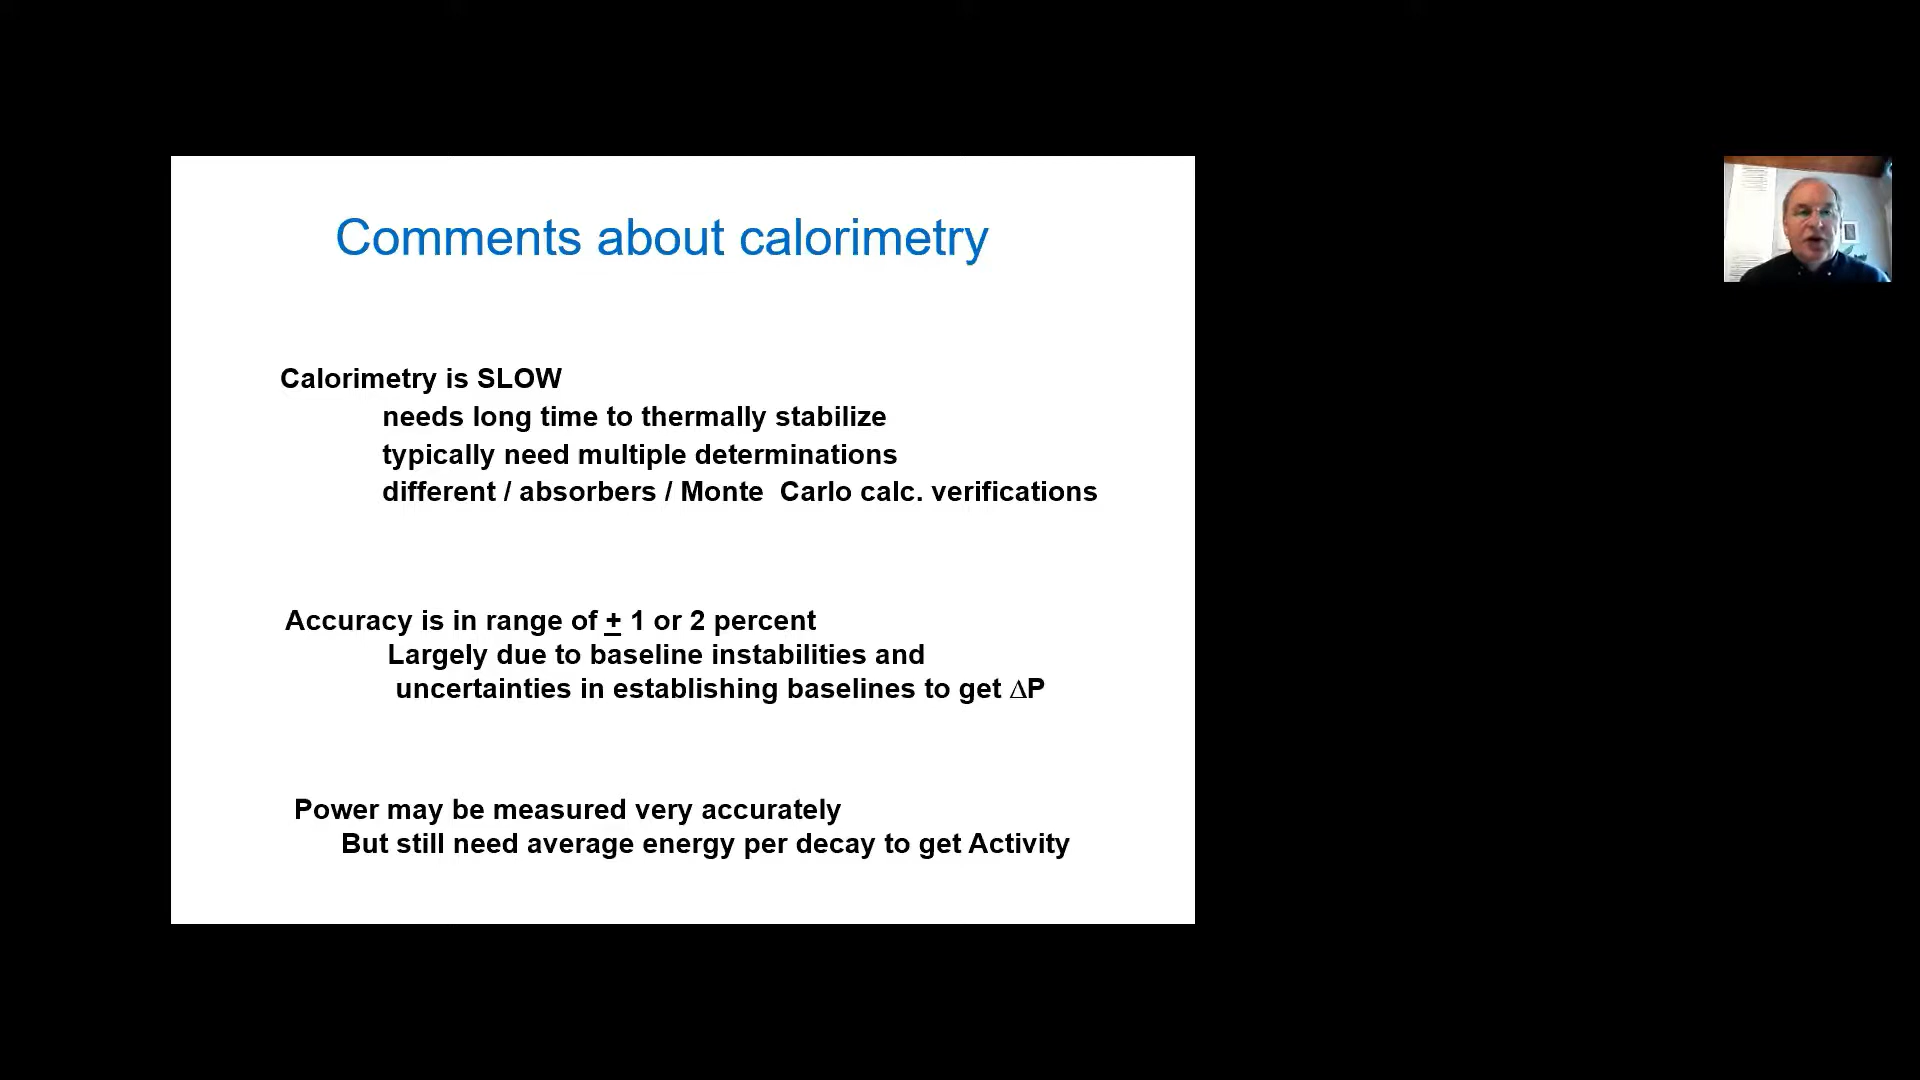 Comments about calorimetry
Calorimetry is SLOW
needs long time to thermally stabilize
typically need multiple determinations
different / absorbers / Monte  Carlo calc. verifications
Accuracy is in range of ± 1 or 2 percent
Largely due to baseline instabilities and
uncertainties in establishing baselines to get ∆P
Power may be measured very accurately
But still need average energy per decay to get Activity